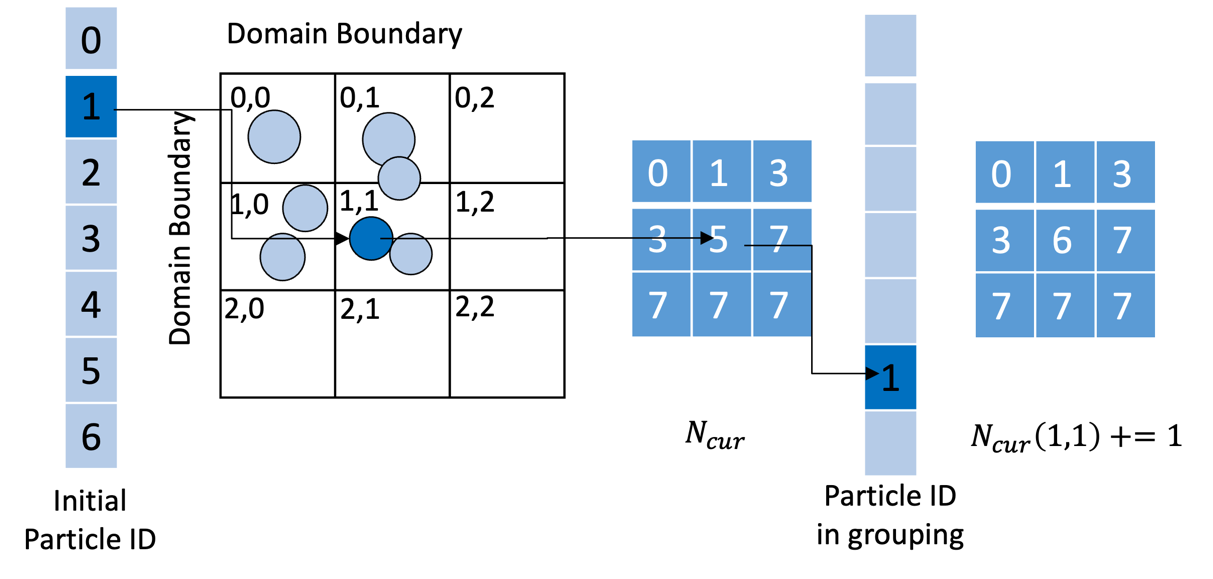 0
1
2
3
4
5
6
Initial
Particle ID
Domain Boundary
Domain Boundary
0,0 0,1 0,2
1,0 1,1 1,2
2,0 2,1 2,2
0 1 3
3 5 7
7 7 7
N_cur
1
Particle ID
in grouping
0 1 3
3 6 7
7 7 7
N_cur(1,1) += 1